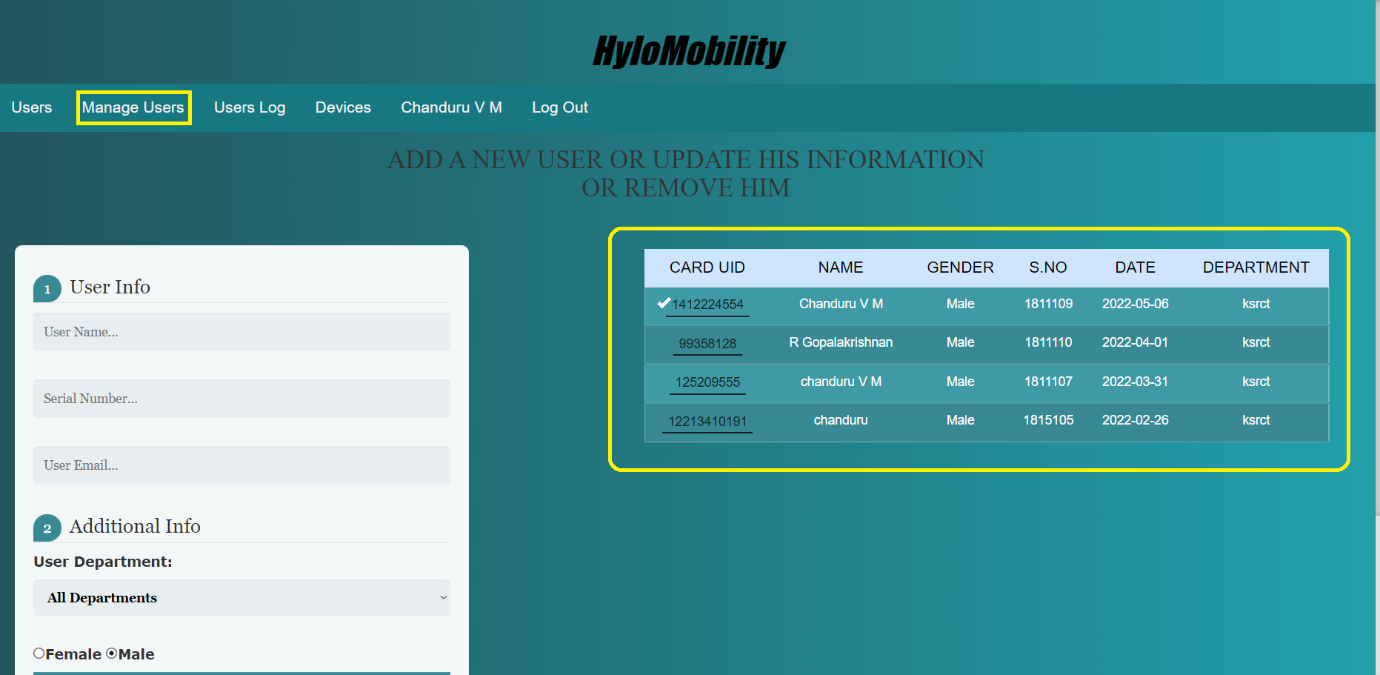 HyloMobility
Users Manage Users Users Log Devices Chanduru V M Log Out
ADD A NEW USER OR UPDATE HIS INFORMATION
OR REMOVE HIM
1 User Info
User Name...
Serial Number...
User Email...
2 Additional Info
User Department:
All Departments
Female Male
CARD UID NAME GENDER S.NO DATE DEPARTMENT
1412224554 Chanduru V M Male 1811109 2022-05-06 ksrct
99358128 R Gopalakrishnan Male 1811110 2022-04-01 ksrct
125209555 chanduru V M Male 1811107 2022-03-31 ksrct
12213410191 chanduru Male 1815105 2022-02-26 ksrct